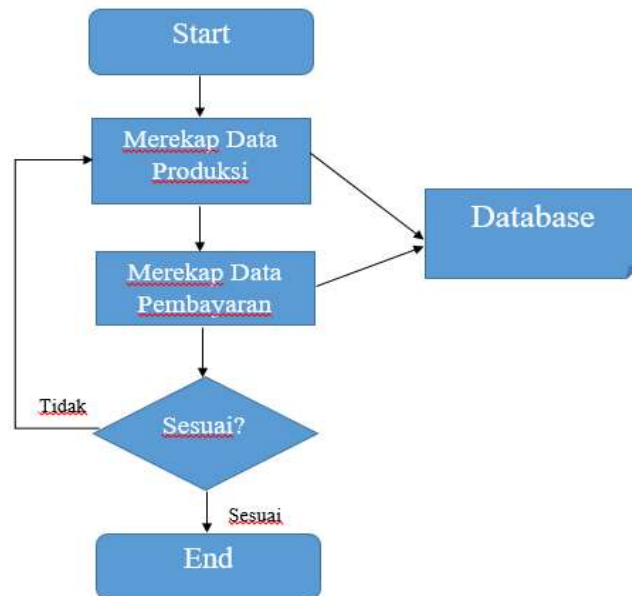 Start
Merekap Data
Produksi
Database
Merekap Data
Pembayaran
Tidak
Sesuai?
Sesuai
End